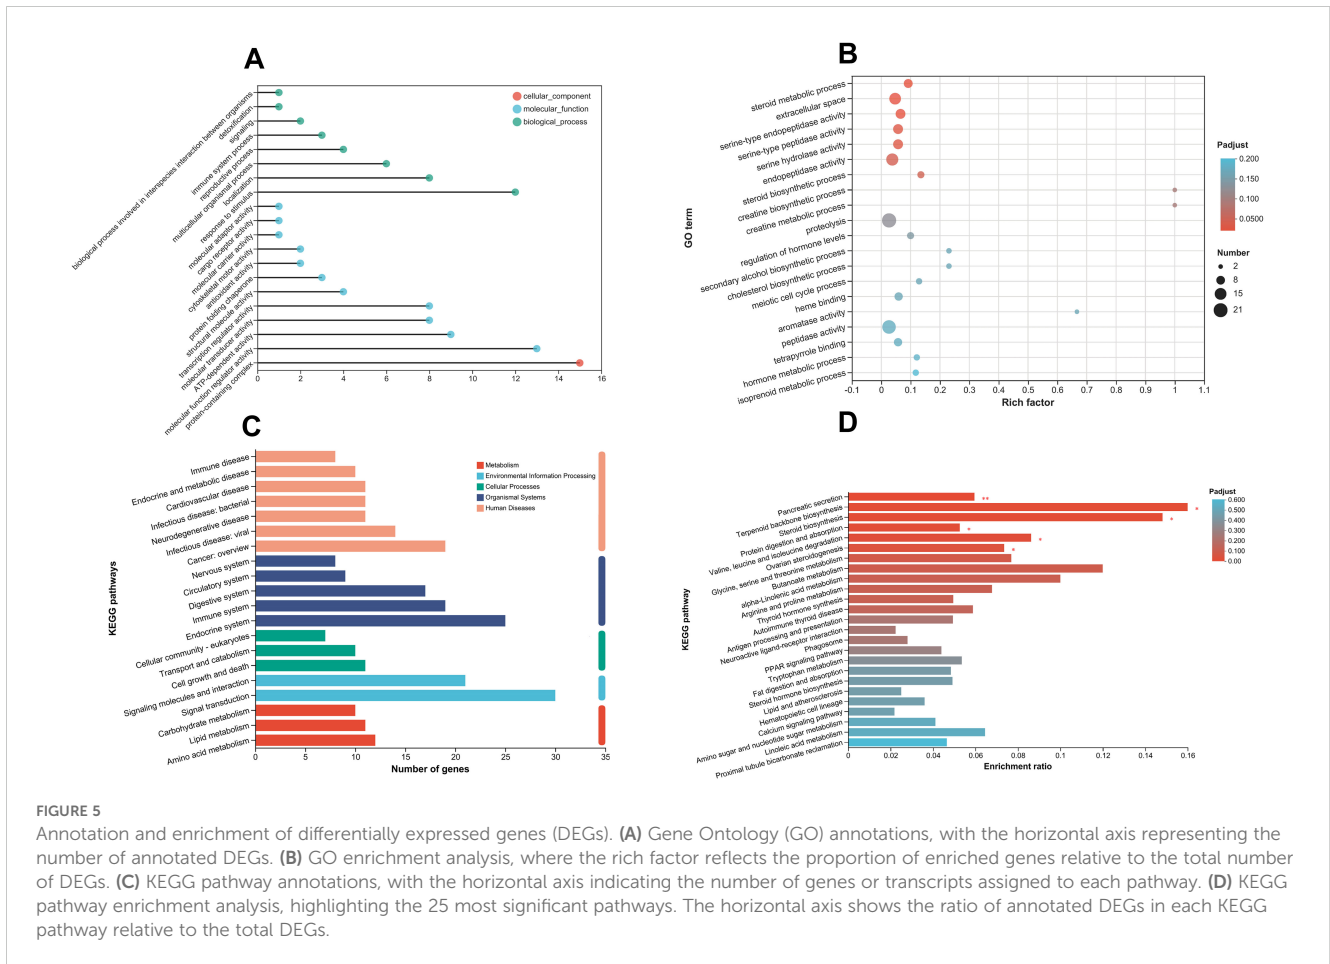 A
biological process involved in interspecies interaction between organisms
detoxification
signaling
immune system process
reproductive process
multicellular organismal process
localization
response to stimulus
molecular adaptor activity
cargo receptor activity
molecular carrier activity
cytoskeletal motor activity
antioxidant activity
protein folding chaperone
structural molecule activity
transcription regulator activity
molecular transducer activity
ATP-dependent activity
molecular function regulator activity
protein-containing complex
0 2 4 6 8 10 12 14 16
cellular_component
molecular_function
biological_process
B
GO term
steroid metabolic process
extracellular space
serine-type endopeptidase activity
serine-type peptidase activity
serine hydrolase activity
endopeptidase activity
steroid biosynthetic process
creatine biosynthetic process
creatine metabolic process
proteolysis
regulation of hormone levels
secondary alcohol biosynthetic process
cholesterol biosynthetic process
meiotic cell cycle process
heme binding
aromatase activity
peptidase activity
tetrapyrrole binding
hormone metabolic process
isoprenoid metabolic process
-0.1 0 0.1 0.2 0.3 0.4 0.5 0.6 0.7 0.8 0.9 1 1.1
Rich factor
Padjust
0.200
0.150
0.100
0.0500
Number
2
8
15
21
C
KEGG pathways
Immune disease
Endocrine and metabolic disease
Cardiovascular disease
Infectious disease: bacterial
Neurodegenerative disease
Infectious disease: viral
Cancer: overview
Nervous system
Circulatory system
Digestive system
Immune system
Endocrine system
Cellular community - eukaryotes
Transport and catabolism
Cell growth and death
Signaling molecules and interaction
Signal transduction
Carbohydrate metabolism
Lipid metabolism
Amino acid metabolism
0 5 10 15 20 25 30 35
Number of genes
Metabolism
Environmental Information Processing
Cellular Processes
Organismal Systems
Human Diseases
D
KEGG pathway
Pancreatic secretion
Terpenoid backbone biosynthesis
Steroid biosynthesis
Protein digestion and absorption
Valine, leucine and isoleucine degradation
Ovarian steroidogenesis
Glycine, serine and threonine metabolism
Butanoate metabolism
alpha-Linolenic acid metabolism
Arginine and proline metabolism
Thyroid hormone synthesis
Autoimmune thyroid disease
Antigen processing and presentation
Neuroactive ligand-receptor interaction
Phagosome
PPAR signaling pathway
Tryptophan metabolism
Fat digestion and absorption
Steroid hormone biosynthesis
Lipid and atherosclerosis
Hematopoietic cell lineage
Calcium signaling pathway
Amino sugar and nucleotide sugar metabolism
Linoleic acid metabolism
Proximal tubule bicarbonate reclamation
**
*
*
*
*
*
0 0.02 0.04 0.06 0.08 0.10 0.12 0.14 0.16
Enrichment ratio
Padjust
0.600
0.500
0.400
0.300
0.200
0.100
0.00
FIGURE 5
Annotation and enrichment of differentially expressed genes (DEGs). (A) Gene Ontology (GO) annotations, with the horizontal axis representing the
number of annotated DEGs. (B) GO enrichment analysis, where the rich factor reflects the proportion of enriched genes relative to the total number
of DEGs. (C) KEGG pathway annotations, with the horizontal axis indicating the number of genes or transcripts assigned to each pathway. (D) KEGG
pathway enrichment analysis, highlighting the 25 most significant pathways. The horizontal axis shows the ratio of annotated DEGs in each KEGG
pathway relative to the total DEGs.